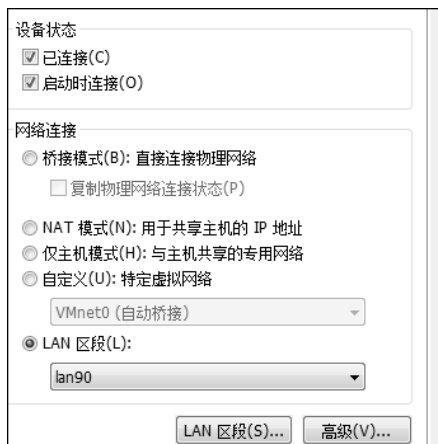 设备状态
已连接(C)
启动时连接(O)
网络连接
桥接模式(B): 直接连接物理网络
复制物理网络连接状态(P)
NAT 模式(N): 用于共享主机的 IP 地址
仅主机模式(H): 与主机共享的专用网络
自定义(U): 特定虚拟网络
VMnet0 (自动桥接)
LAN 区段(L):
lan90
LAN 区段(S)... 高级(V)...